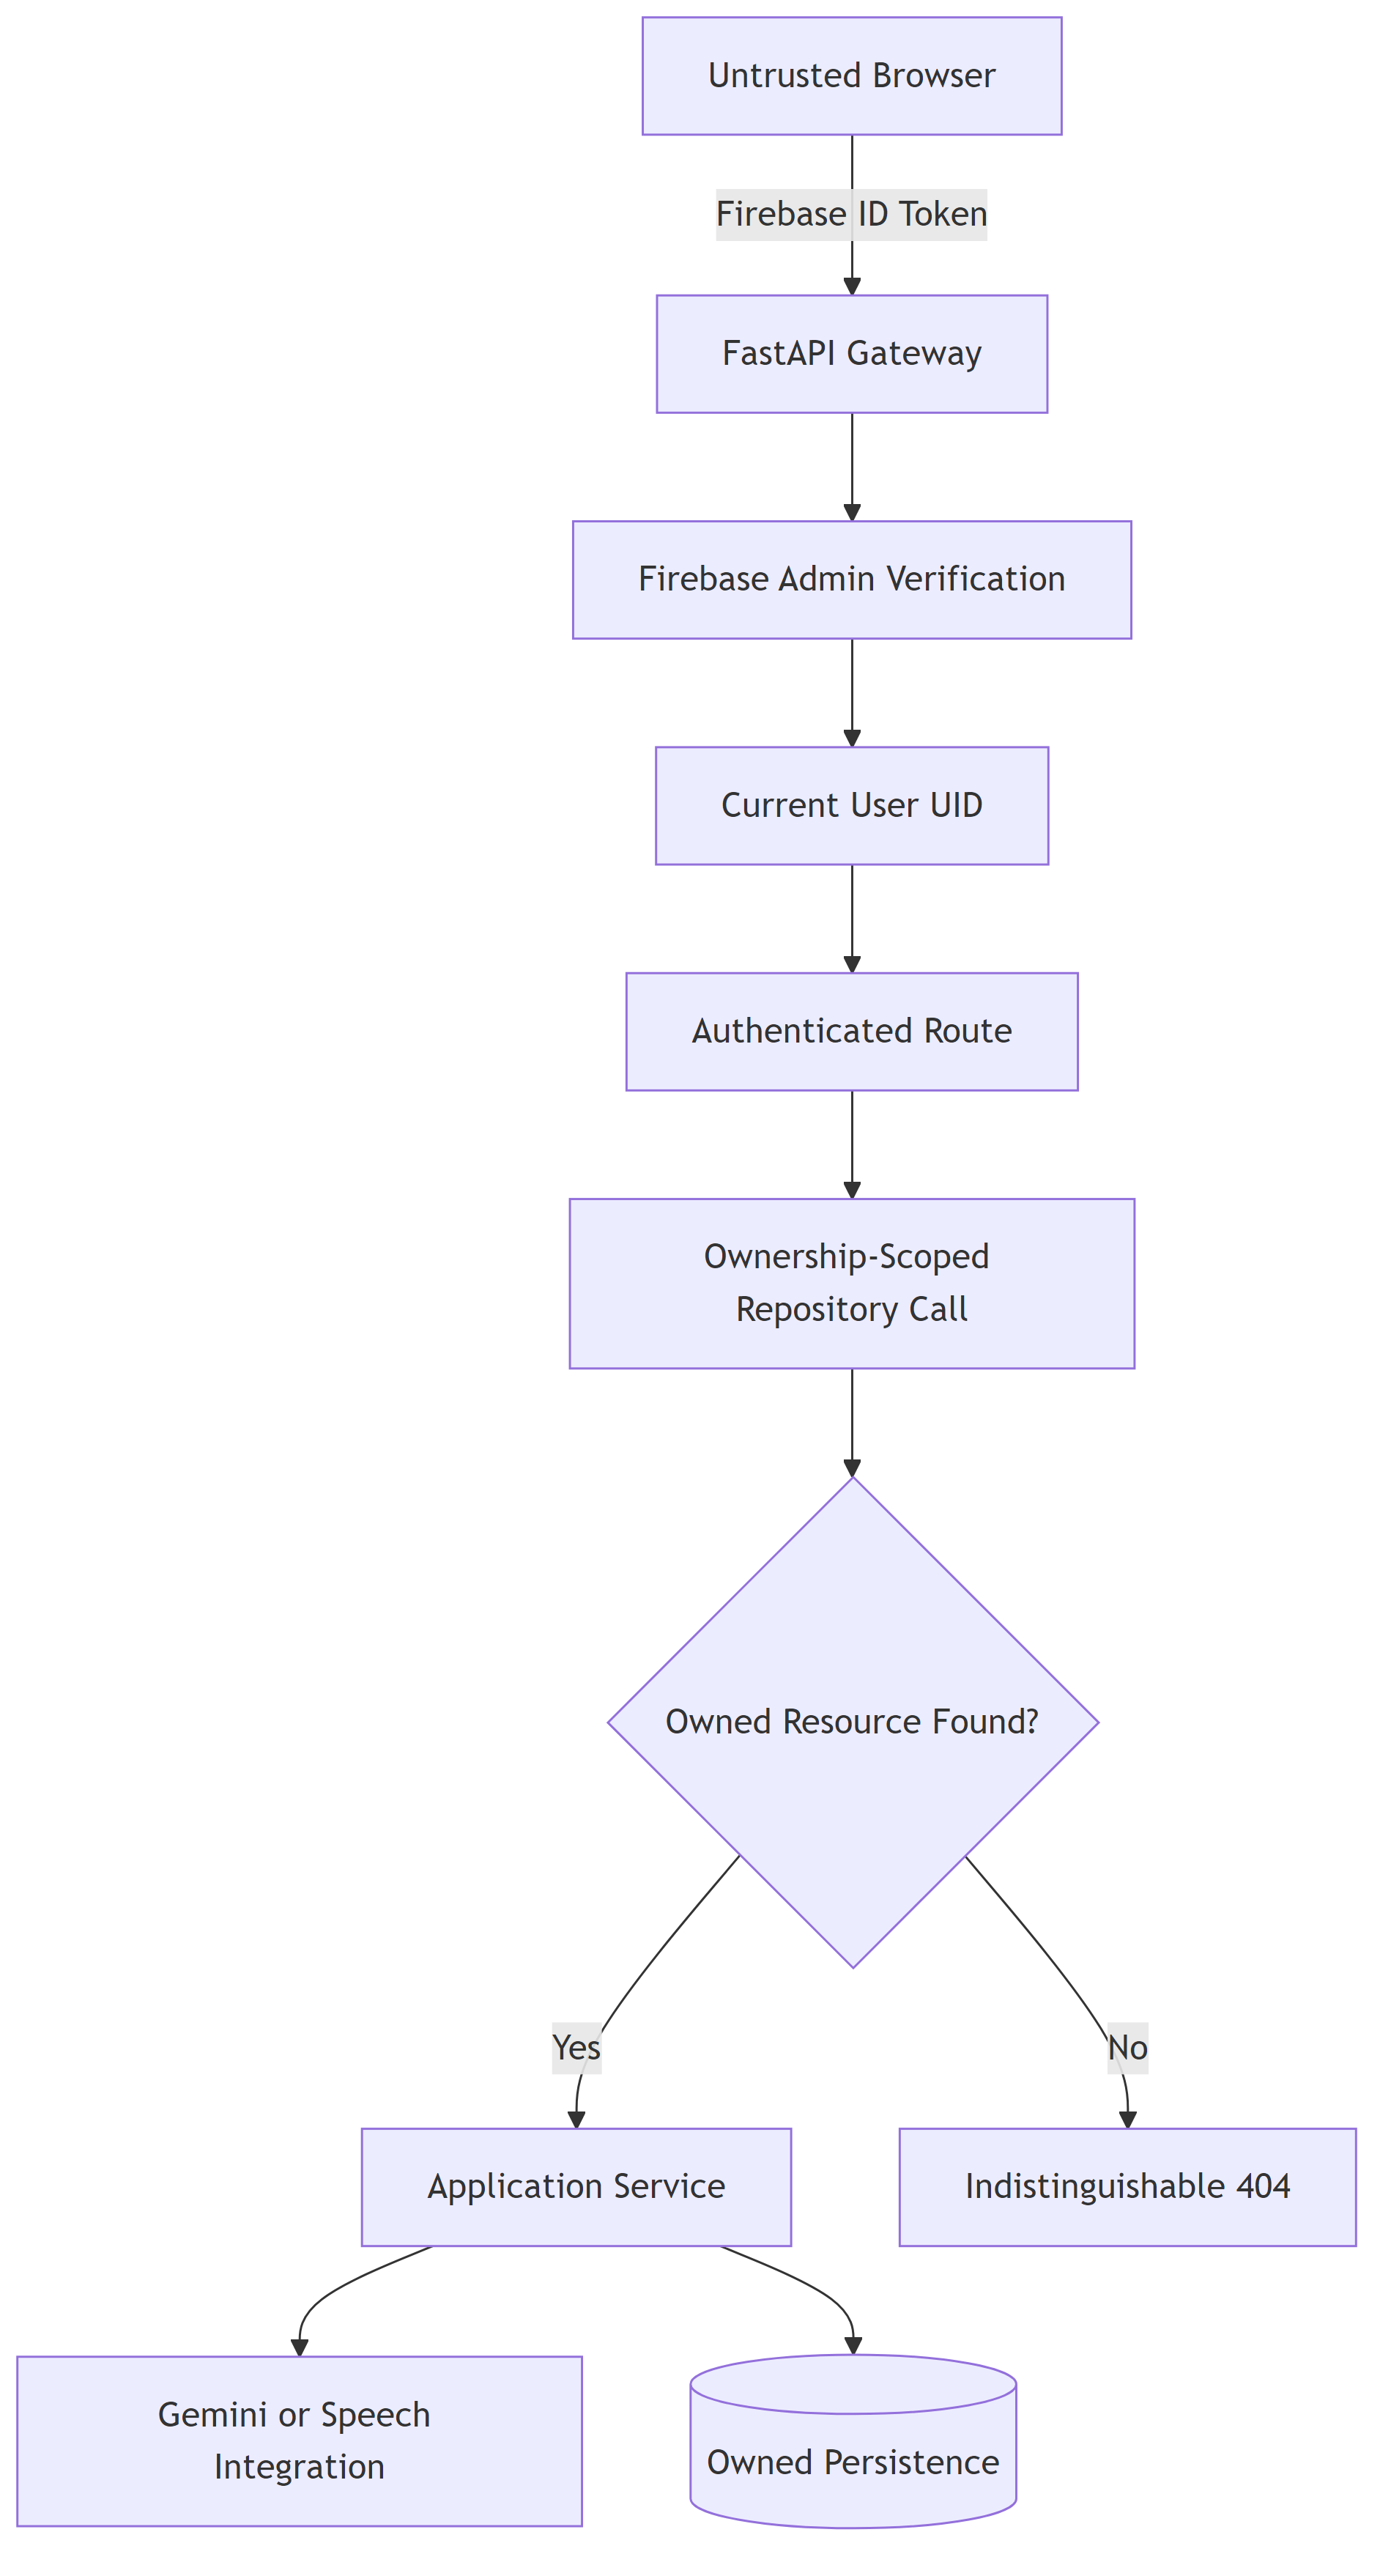 Untrusted Browser
Firebase ID Token
FastAPI Gateway
Firebase Admin Verification
Current User UID
Authenticated Route
Ownership-Scoped
Repository Call
Owned Resource Found?
Yes
No
Application Service
Indistinguishable 404
Gemini or Speech
Integration
Owned Persistence